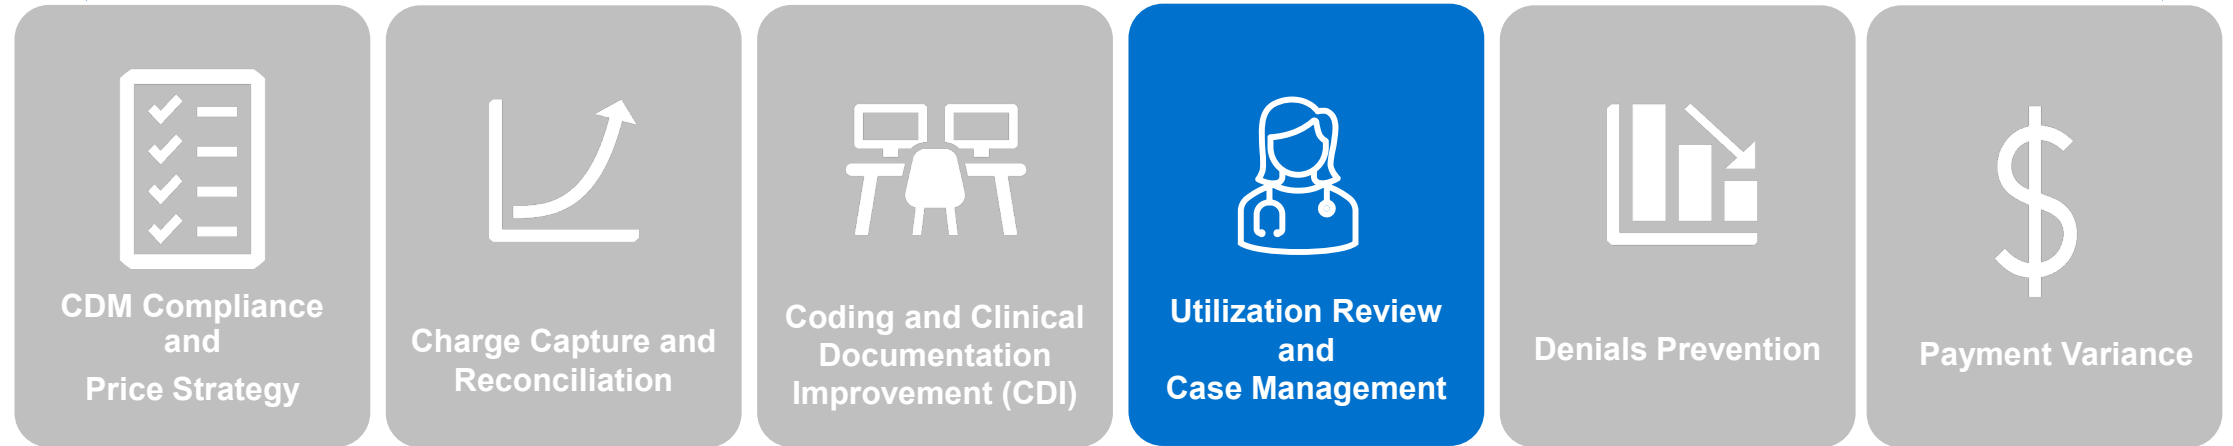 CDM Compliance
and
Price Strategy
Charge Capture and
Reconciliation
Coding and Clinical
Documentation
Improvement (CDI)
Utilization Review
and
Case Management
Denials Prevention
Payment Variance